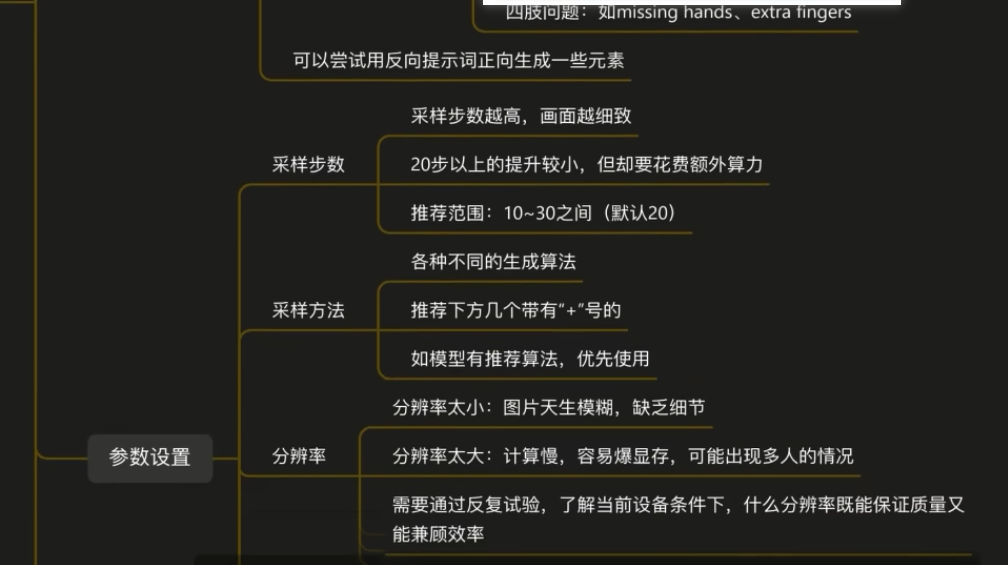 四肢问题：如missing hands、extra fingers
可以尝试用反向提示词正向生成一些元素
采样步数越高，画面越细致
采样步数
20步以上的提升较小，但却要花费额外算力
推荐范围：10~30之间（默认20）
各种不同的生成算法
采样方法
推荐下方几个带有“+”号的
如模型有推荐算法，优先使用
分辨率太小：图片天生模糊，缺乏细节
参数设置
分辨率
分辨率太大：计算慢，容易爆显存，可能出现多人的情况
需要通过反复试验，了解当前设备条件下，什么分辨率既能保证质量又
能兼顾效率